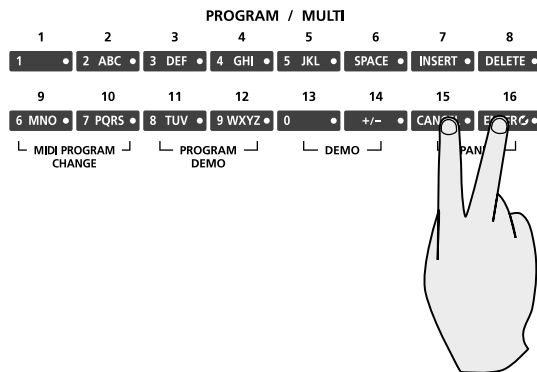 PROGRAM / MULTI
1 2 3 4 5 6 7 8
1 2 ABC 3 DEF 4 GHI 5 JKL SPACE INSERT DELETE
9 10 11 12 13 14 15 16
6 MNO 7 PQRS 8 TUV 9 WXYZ 0 +/–
MIDI PROGRAM CHANGE
PROGRAM DEMO
DEMO